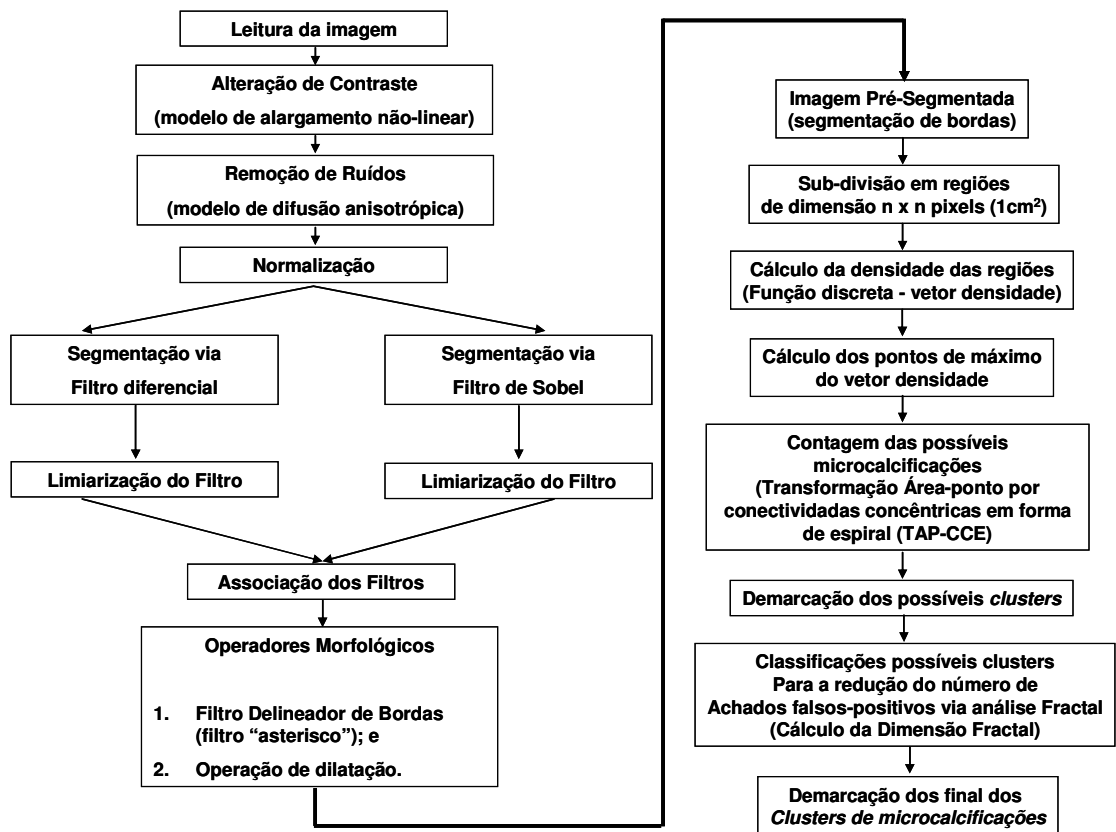 Leitura da imagem
Alteração de Contraste
(modelo de alargamento não-linear)
Remoção de Ruídos
(modelo de difusão anisotrópica)
Normalização
Segmentação via
Filtro diferencial
Segmentação via
Filtro de Sobel
Limiarização do Filtro
Limiarização do Filtro
Associação dos Filtros
Operadores Morfológicos
1. Filtro Delineador de Bordas
(filtro “asterisco”); e
2. Operação de dilatação.
Imagem Pré-Segmentada
(segmentação de bordas)
Sub-divisão em regiões
de dimensão n x n pixels (1cm²)
Cálculo da densidade das regiões
(Função discreta - vetor densidade)
Cálculo dos pontos de máximo
do vetor densidade
Contagem das possíveis
microcalcificações
(Transformação Área-ponto por
conectividadas concêntricas em forma
de espiral (TAP-CCE)
Demarcação dos possíveis clusters
Classificações possíveis clusters
Para a redução do número de
Achados falsos-positivos via análise Fractal
(Cálculo da Dimensão Fractal)
Demarcação dos final dos
Clusters de microcalcificações